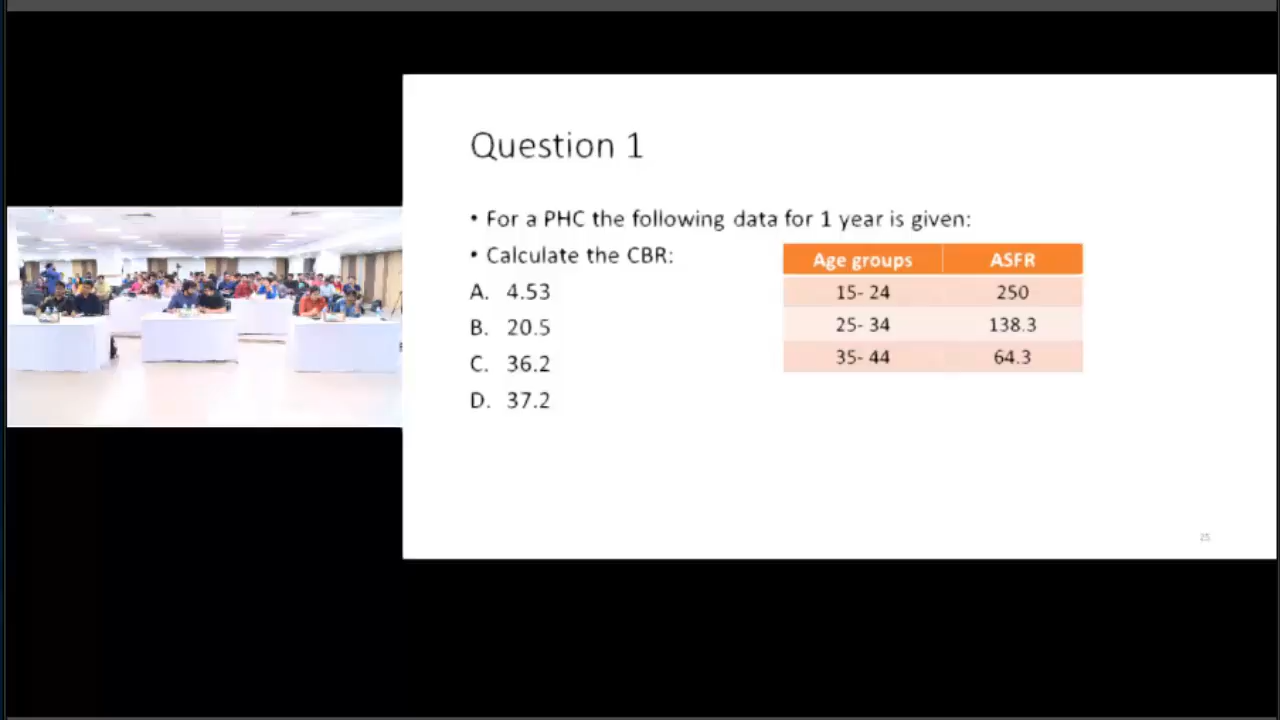 Question 1
• For a PHC the following data for 1 year is given:
• Calculate the CBR:
A. 4.53
B. 20.5
C. 36.2
D. 37.2
Age groups ASFR
15- 24 250
25- 34 138.3
35- 44 64.3
25